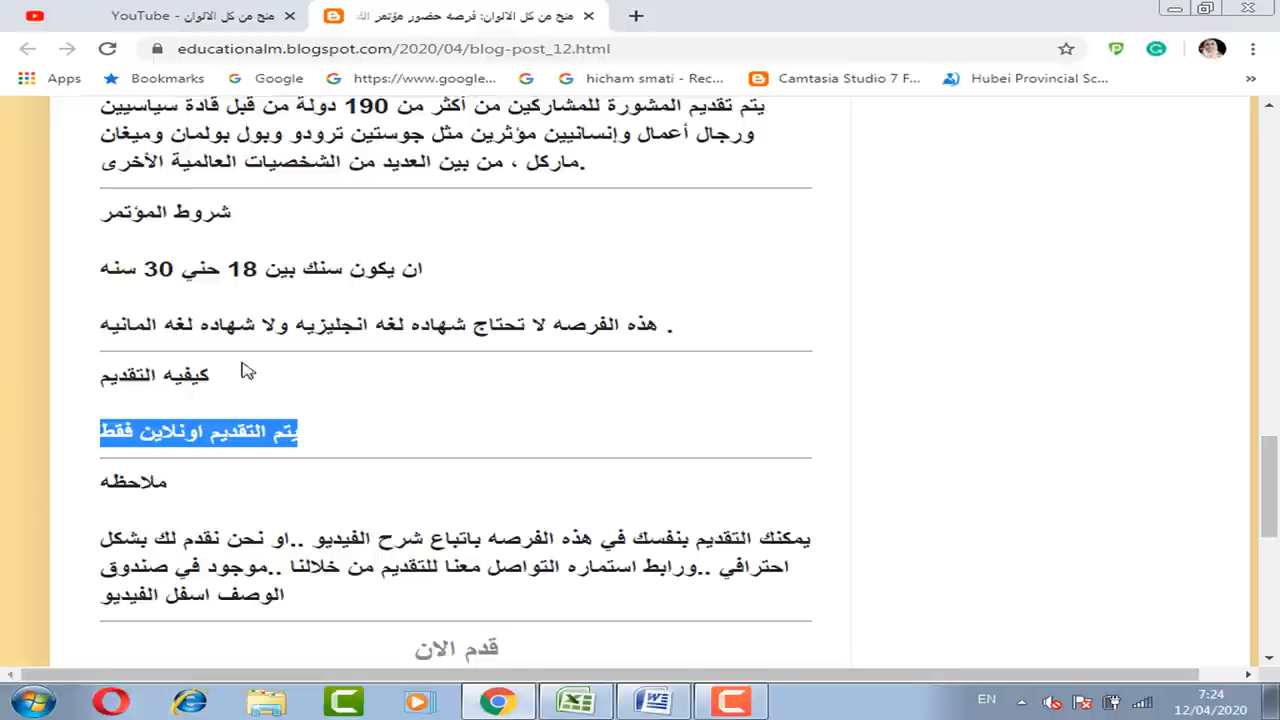 منح من كل الالوان - YouTube
منح من كل الالوان: فرصه حضور مؤتمر الق
educationalm.blogspot.com/2020/04/blog-post_12.html
Apps Bookmarks Google https://www.google... hicham smati - Rec... Camtasia Studio 7 F... Hubei Provincial Sc... »
يتم تقديم المشورة للمشاركين من أكثر من 190 دولة من قبل قادة سياسيين
ورجال أعمال وإنسانيين مؤثرين مثل جوستين ترودو وبول بولمان وميغان
ماركل ، من بين العديد من الشخصيات العالمية الأخرى.
شروط المؤتمر
ان يكون سنك بين 18 حني 30 سنه
هذه الفرصه لا تحتاج شهاده لغه انجليزيه ولا شهاده لغه المانيه .
كيفيه التقديم
يتم التقديم اونلاين فقط
ملاحظه
يمكنك التقديم بنفسك في هذه الفرصه باتباع شرح الفيديو ..او نحن نقدم لك بشكل
احترافي ..ورابط استماره التواصل معنا للتقديم من خلالنا ..موجود في صندوق
الوصف اسفل الفيديو
قدم الان
EN
7:24
12/04/2020